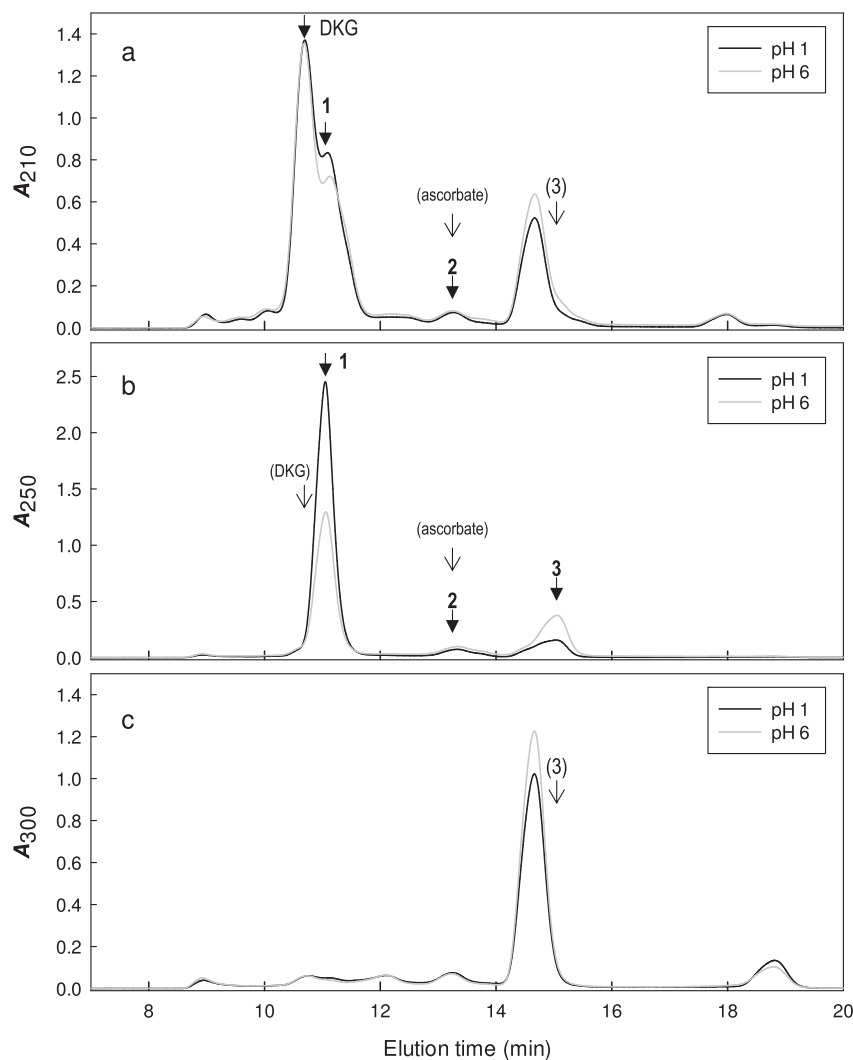 a
DKG
1
(ascorbate)
2
(3)
pH 1
pH 6
A210
1.4
1.2
1.0
0.8
0.6
0.4
0.2
0.0
b
1
(DKG)
(ascorbate)
2
3
pH 1
pH 6
A250
2.5
2.0
1.5
1.0
0.5
0.0
c
(3)
pH 1
pH 6
A300
1.4
1.2
1.0
0.8
0.6
0.4
0.2
0.0
8 10 12 14 16 18 20
Elution time (min)